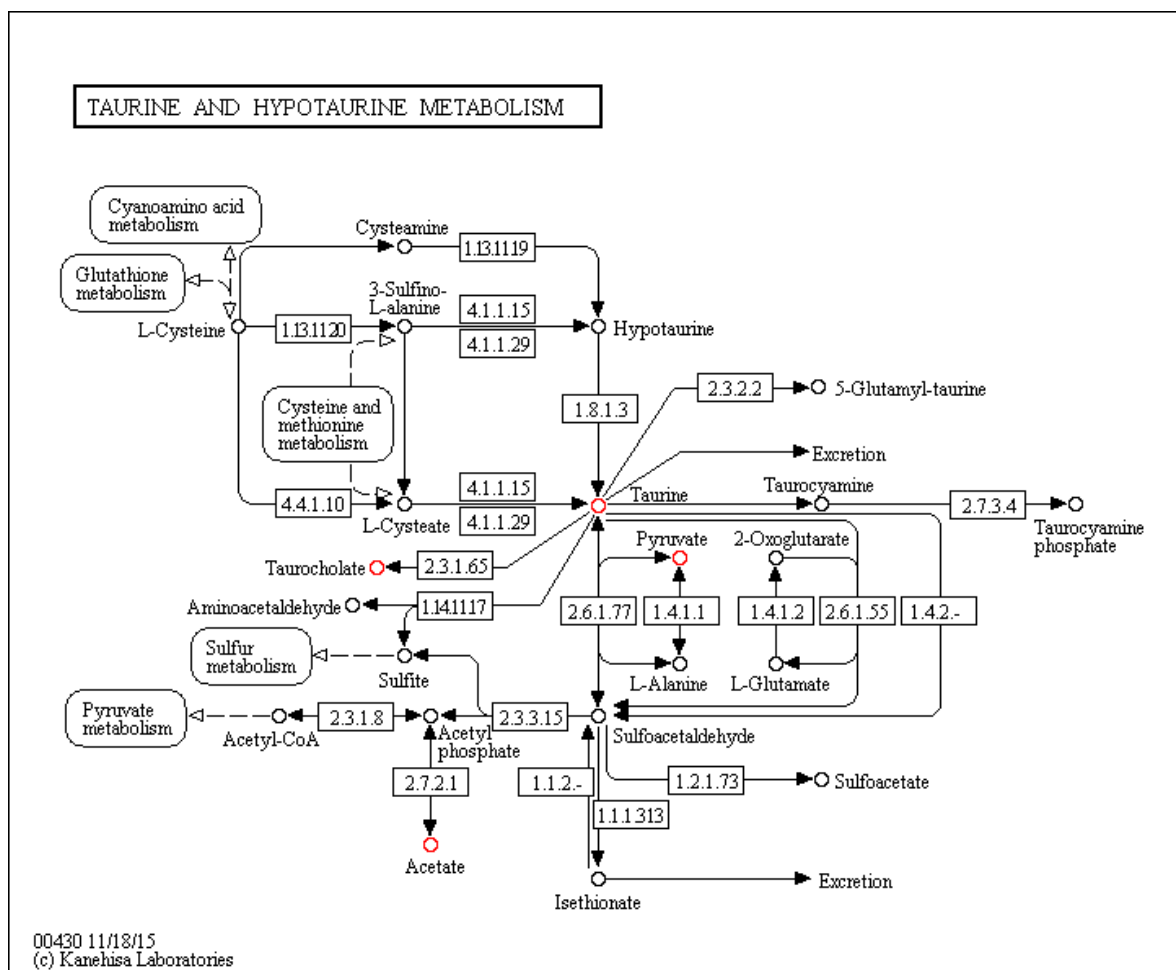 TAURINE AND HYPOTAURINE METABOLISM
Cyanoamino acid
metabolism
Glutathione
metabolism
L-Cysteine
Cysteamine
1.13.1119
3-Sulfino-
L-alanine
1.13.1120
4.1.1.15
4.1.1.29
Hypotaurine
Cysteine and
methionine
metabolism
1.8.1.3
2.3.2.2
5-Glutamyl-taurine
Excretion
4.4.1.10
L-Cysteate
4.1.1.15
4.1.1.29
Taurine
Taurocyamine
2.7.3.4
Taurocyamine
phosphate
Taurocholate
2.3.1.65
Pyruvate
2-Oxoglutarate
Aminoacetaldehyde
1.14.1117
2.6.1.77
1.4.1.1
1.4.1.2
2.6.1.55
1.4.2.-
Sulfur
metabolism
Sulfite
L-Alanine
L-Glutamate
Pyruvate
metabolism
Acetyl-CoA
2.3.1.8
Acetyl
phosphate
2.3.3.15
Sulfoacetaldehyde
2.7.2.1
1.1.2.-
1.2.1.73
Sulfoacetate
1.1.1.313
Acetate
Isethionate
Excretion
00430 11/18/15
(c) Kanehisa Laboratories